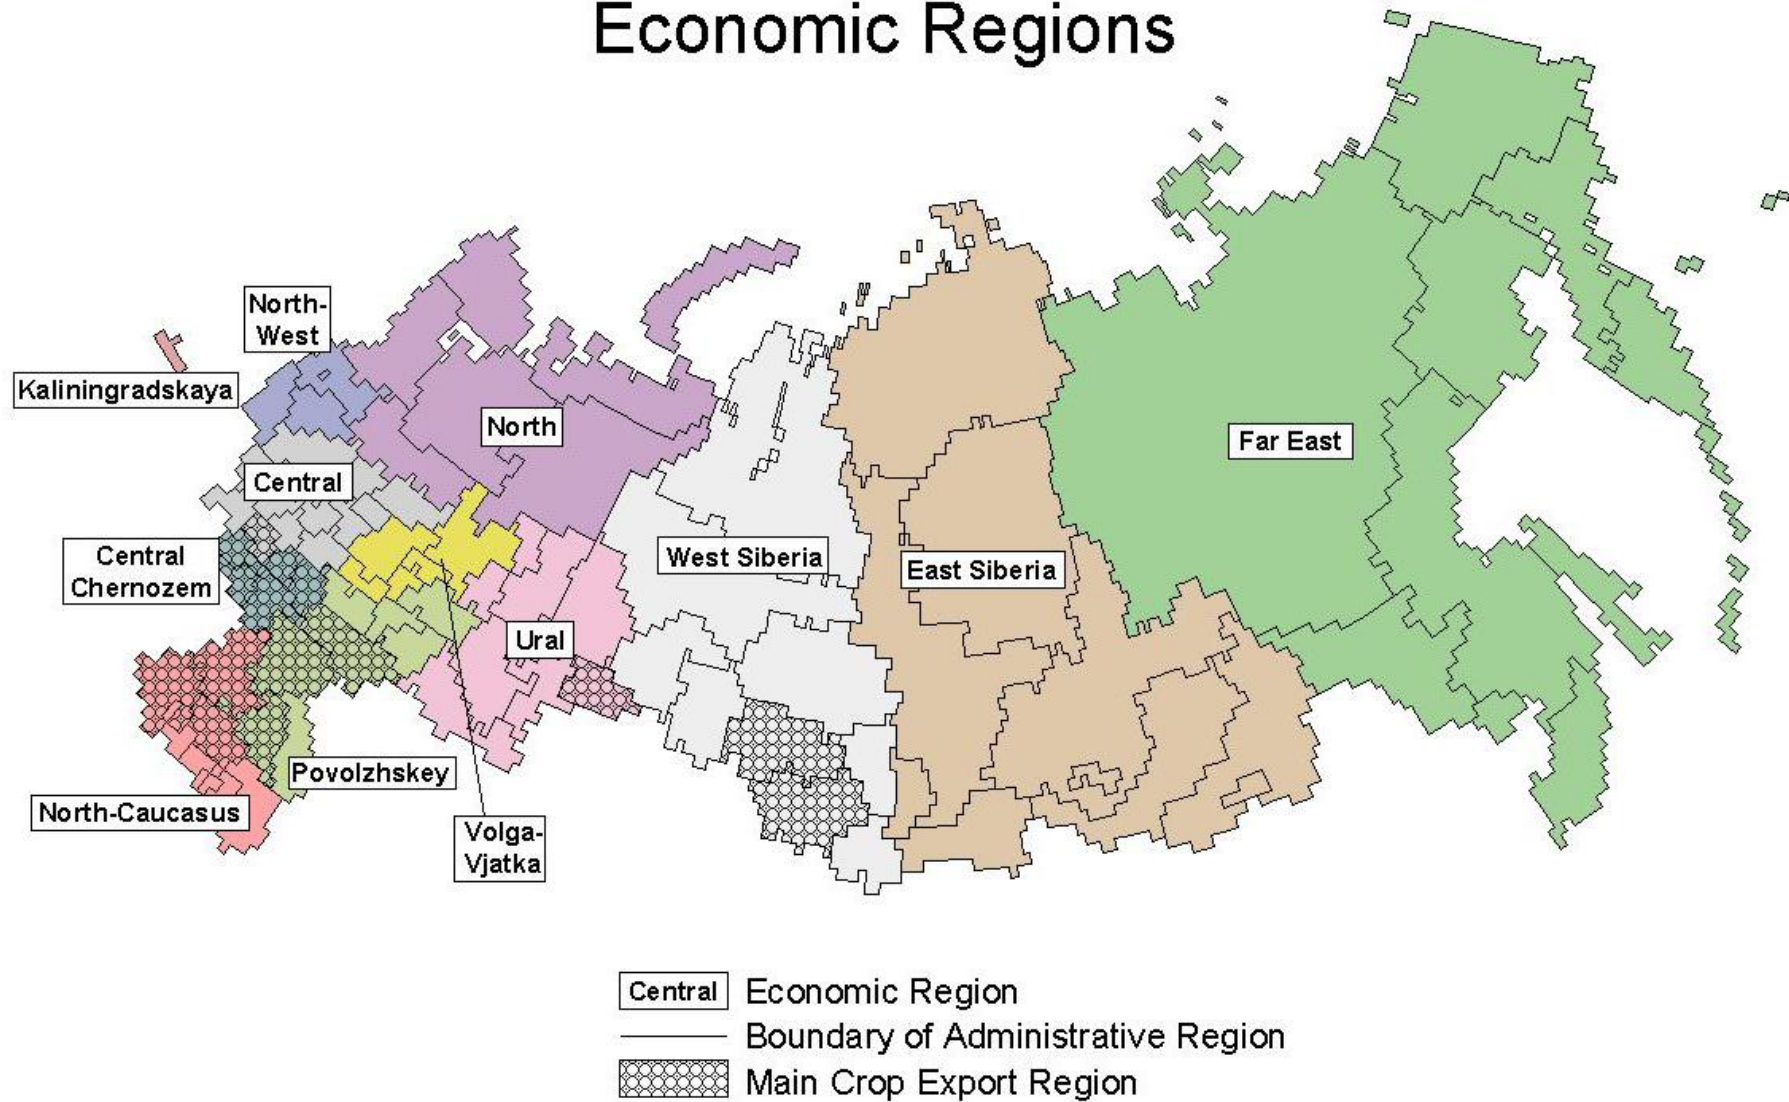 Economic Regions
North-
West
Kaliningradskaya
North
Far East
Central
Central
Chernozem
West Siberia
East Siberia
Ural
Povolzhskey
North-Caucasus
Volga-
Vjatka
Central Economic Region
Boundary of Administrative Region
Main Crop Export Region